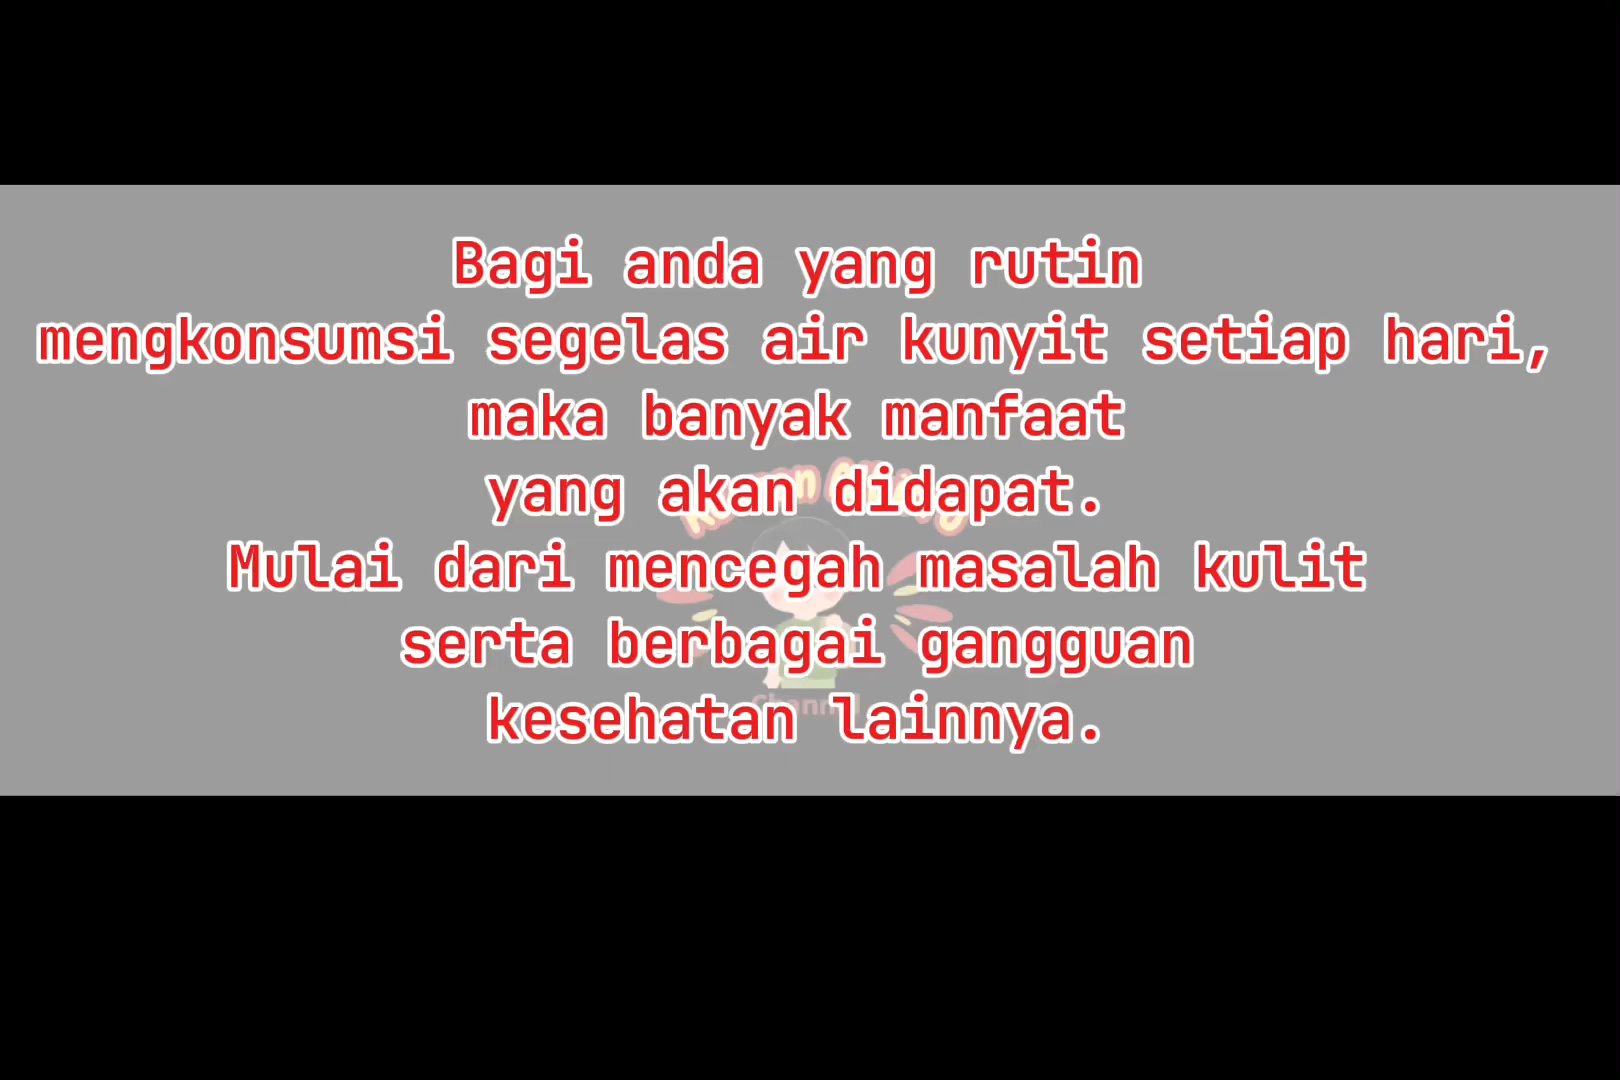 Bagi anda yang rutin
mengkonsumsi segelas air kunyit setiap hari,
maka banyak manfaat
yang akan didapat.
Mulai dari mencegah masalah kulit
serta berbagai gangguan
kesehatan lainnya.
Channel